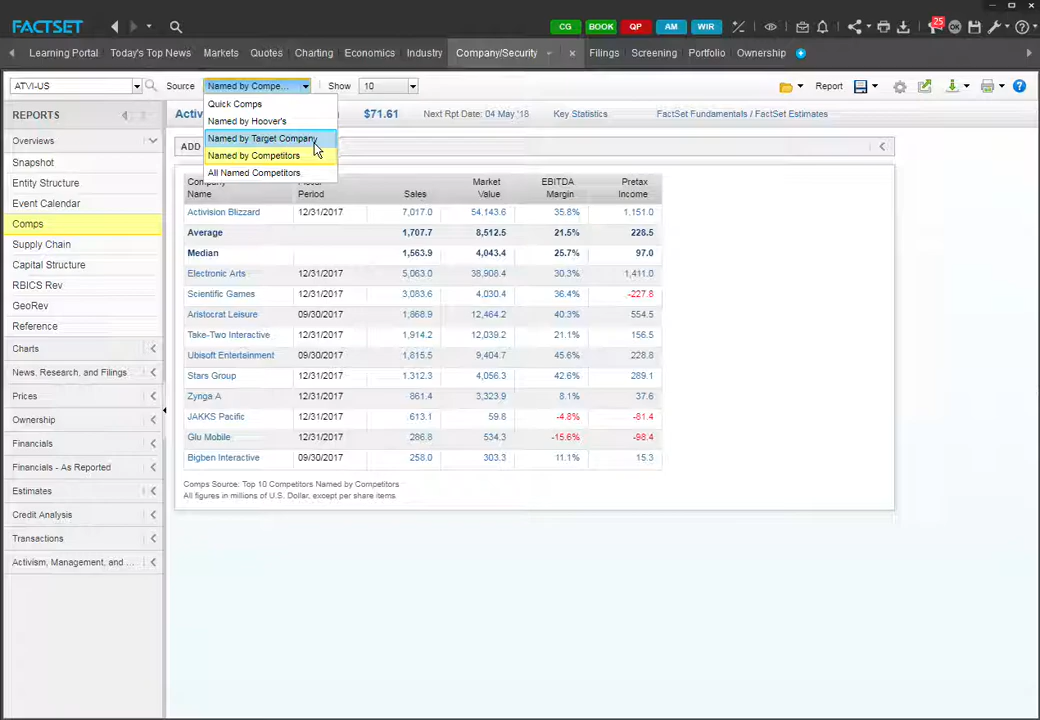 FACTSET
CG BOOK QP AM WIR 25 OK
Learning Portal Today's Top News Markets Quotes Charting Economics Industry Company/Security × Filings Screening Portfolio Ownership
ATVI-US Source Named by Compe... Show 10 Report
Quick Comps
Named by Hoover's
Named by Target Company
Named by Competitors
All Named Competitors
REPORTS
Overviews
Snapshot
Entity Structure
Event Calendar
Comps
Supply Chain
Capital Structure
RBICS Rev
GeoRev
Reference
Charts
News, Research, and Filings
Prices
Ownership
Financials
Financials - As Reported
Estimates
Credit Analysis
Transactions
Activism, Management, and ...
$71.61 Next Rpt Date: 04 May '18 Key Statistics FactSet Fundamentals / FactSet Estimates
ADD
Market EBITDA Pretax
Name Period Sales Value Margin Income
Activision Blizzard 12/31/2017 7,017.0 54,143.6 35.8% 1,151.0
Average 1,707.7 8,512.5 21.5% 228.5
Median 1,563.9 4,043.4 25.7% 97.0
Electronic Arts 12/31/2017 5,063.0 38,908.4 30.3% 1,411.0
Scientific Games 12/31/2017 3,083.6 4,030.4 36.4% -227.8
Aristocrat Leisure 09/30/2017 1,868.9 12,464.2 40.3% 554.5
Take-Two Interactive 12/31/2017 1,914.2 12,039.2 21.1% 156.5
Ubisoft Entertainment 09/30/2017 1,815.5 9,404.7 45.6% 228.8
Stars Group 12/31/2017 1,312.3 4,056.3 42.6% 289.1
Zynga A 12/31/2017 861.4 3,323.9 8.1% 37.6
JAKKS Pacific 12/31/2017 613.1 59.8 -4.8% -81.4
Glu Mobile 12/31/2017 286.8 534.3 -15.6% -98.4
Bigben Interactive 09/30/2017 258.0 303.3 11.1% 15.3
Comps Source: Top 10 Competitors Named by Competitors
All figures in millions of U.S. Dollar, except per share items.